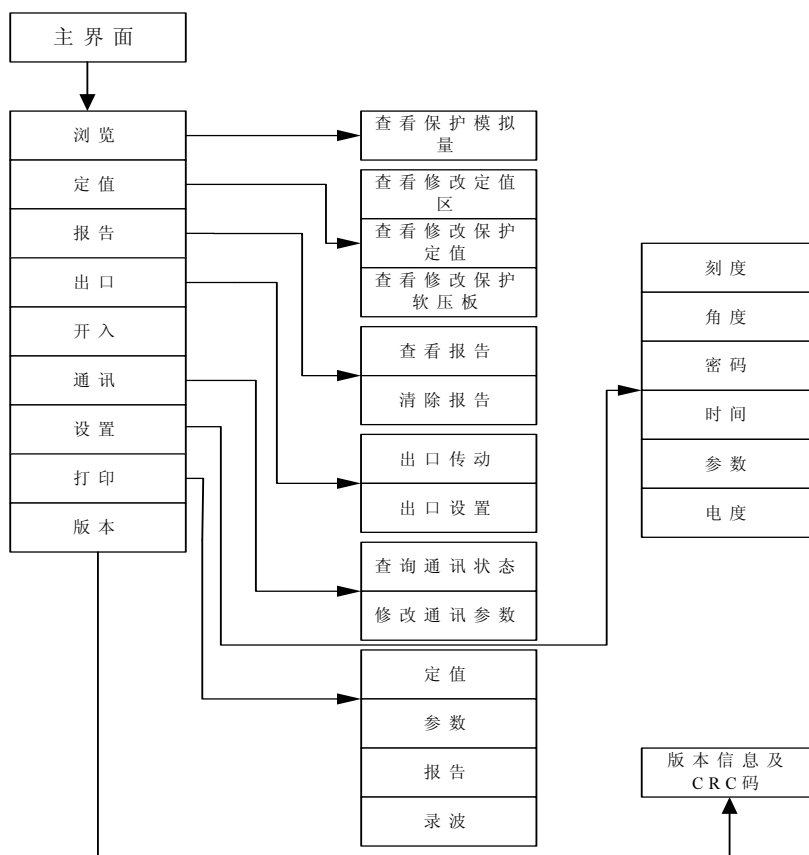 主界面
浏览
定值
报告
出口
开入
通讯
设置
打印
版本
查看保护模拟
量
查看修改定值
区
查看修改保护
定值
查看修改保护
软压板
查看报告
清除报告
出口传动
出口设置
查询通讯状态
修改通讯参数
定值
参数
报告
录波
刻度
角度
密码
时间
参数
电度
版本信息及
CRC码